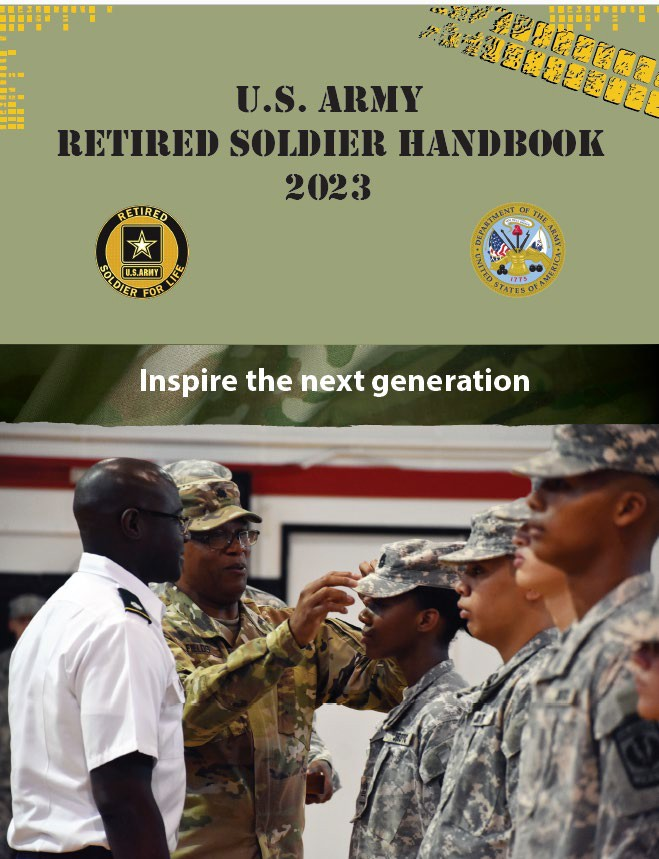 U.S. ARMY
RETIRED SOLDIER HANDBOOK
2023
RETIRED
U.S.ARMY
SOLDIER FOR LIFE
DEPARTMENT OF THE ARMY
1775
UNITED STATES OF AMERICA
Inspire the next generation